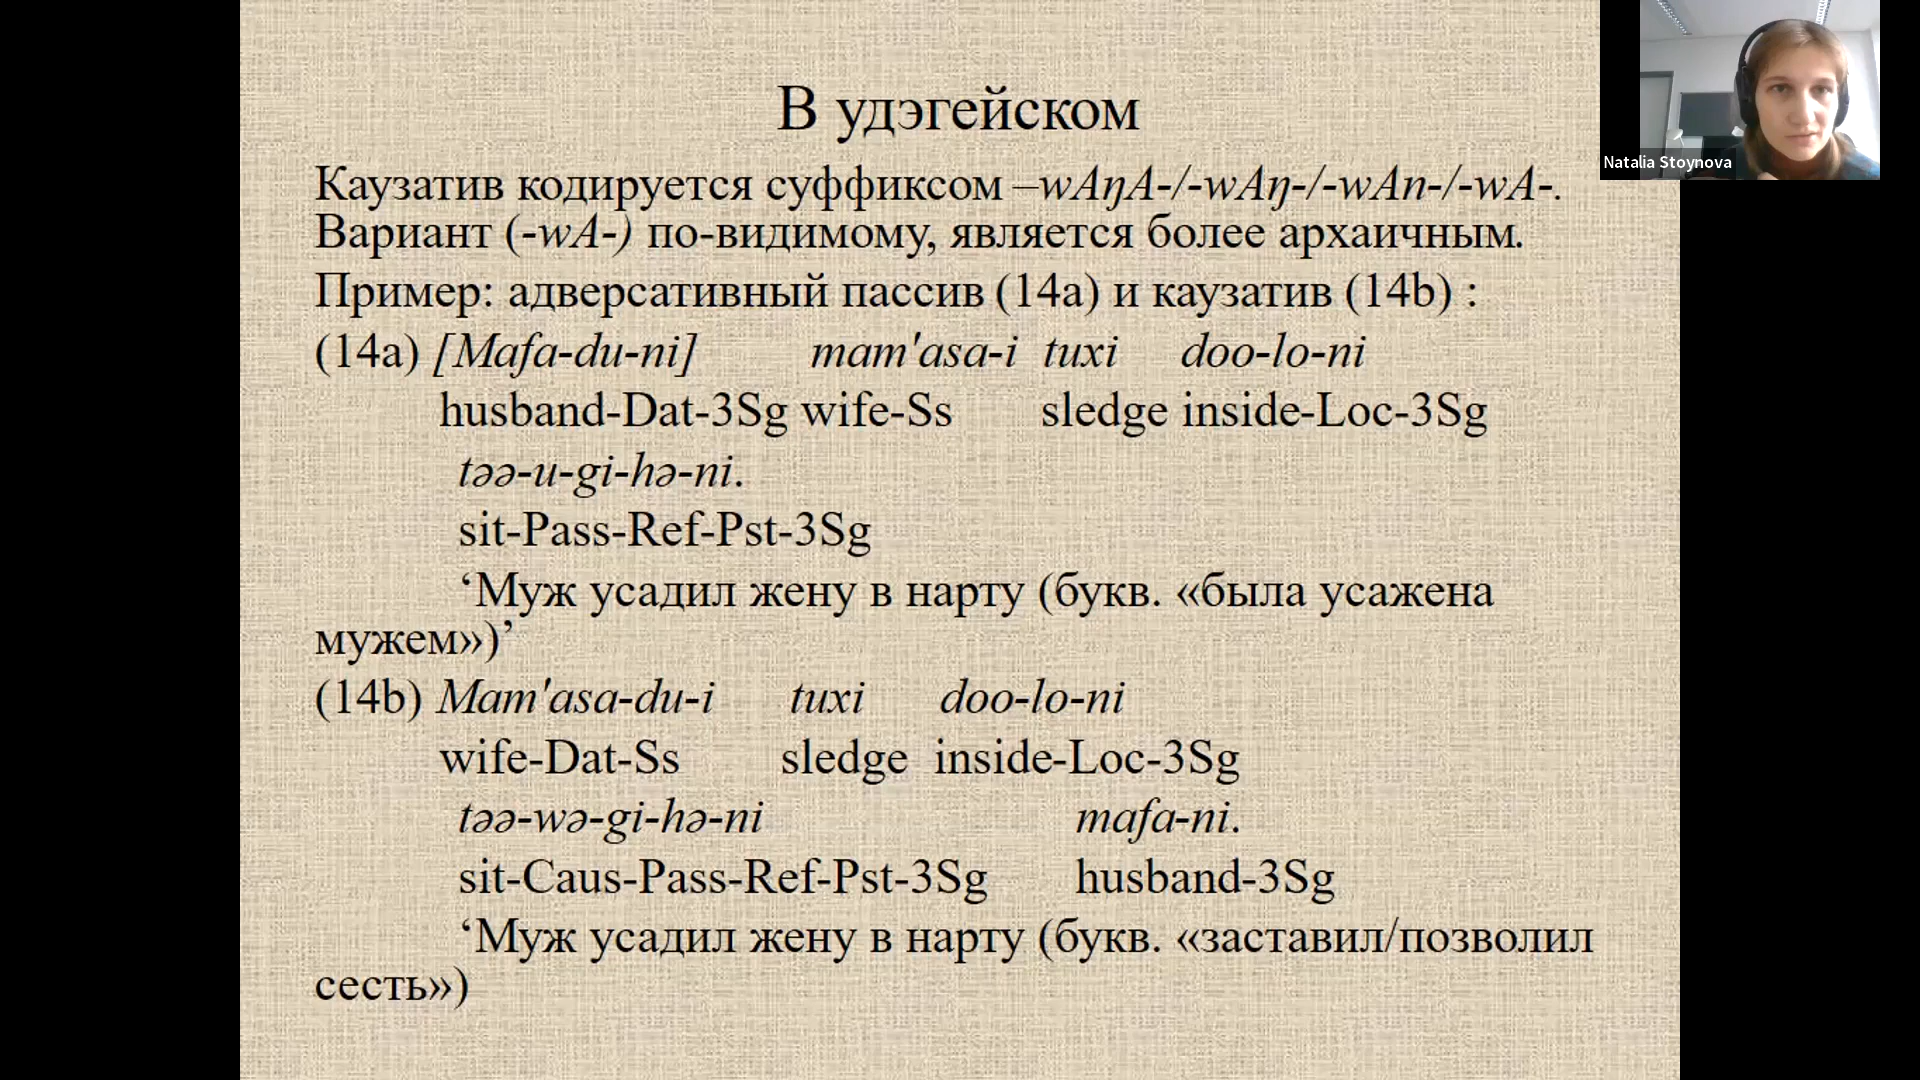 В удэгейском
Natalia Stoynova
Каузатив кодируется суффиксом –wAŋA-/-wAŋ-/-wAn-/-wA-.
Вариант (-wA-) по-видимому, является более архаичным.
Пример: адверсативный пассив (14a) и каузатив (14b) :
(14a) [Mafa-du-ni] mam'asa-i tuxi doo-lo-ni
husband-Dat-3Sg wife-Ss sledge inside-Loc-3Sg
təə-u-gi-hə-ni.
sit-Pass-Ref-Pst-3Sg
‘Муж усадил жену в нарту (букв. «была усажена
мужем»)’
(14b) Mam'asa-du-i tuxi doo-lo-ni
wife-Dat-Ss sledge inside-Loc-3Sg
təə-wə-gi-hə-ni mafa-ni.
sit-Caus-Pass-Ref-Pst-3Sg husband-3Sg
‘Муж усадил жену в нарту (букв. «заставил/позволил
сесть»)